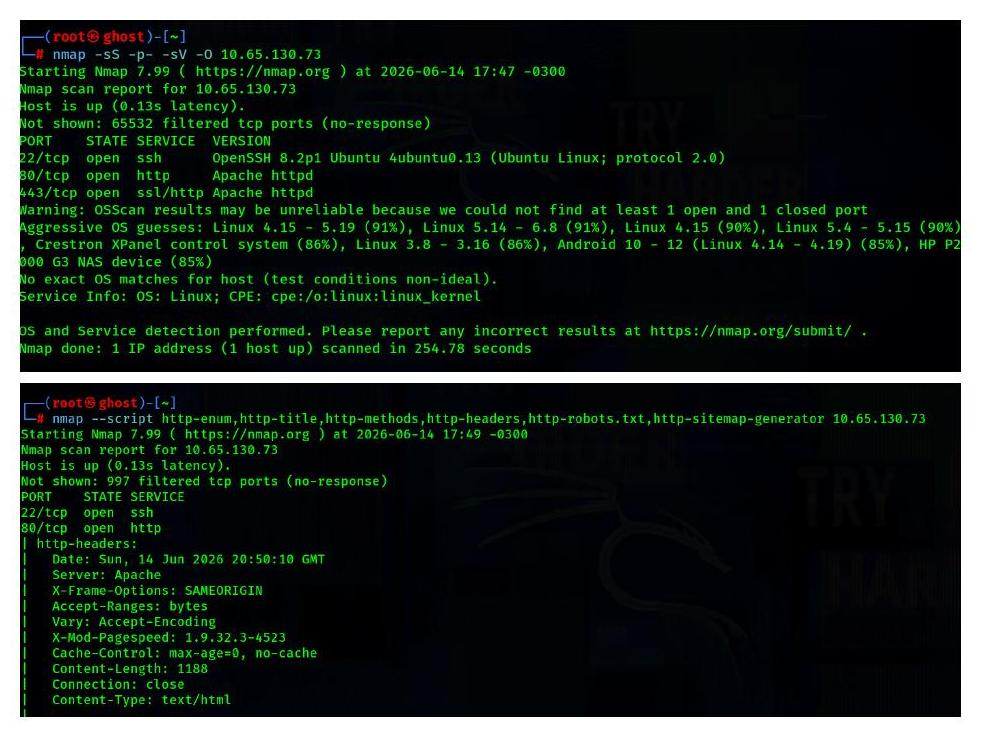 ┌──(root㉿ghost)-[~]
└─# nmap -sS -p- -sV -O 10.65.130.73
Starting Nmap 7.99 ( https://nmap.org ) at 2026-06-14 17:47 -0300
Nmap scan report for 10.65.130.73
Host is up (0.13s latency).
Not shown: 65532 filtered tcp ports (no-response)
PORT    STATE SERVICE  VERSION
22/tcp  open  ssh      OpenSSH 8.2p1 Ubuntu 4ubuntu0.13 (Ubuntu Linux; protocol 2.0)
80/tcp  open  http     Apache httpd
443/tcp open  ssl/http Apache httpd
Warning: OSScan results may be unreliable because we could not find at least 1 open and 1 closed port
Aggressive OS guesses: Linux 4.15 - 5.19 (91%), Linux 5.14 - 6.8 (91%), Linux 4.15 (90%), Linux 5.4 - 5.15 (90%)
, Crestron XPanel control system (86%), Linux 3.8 - 3.16 (86%), Android 10 - 12 (Linux 4.14 - 4.19) (85%), HP P2
000 G3 NAS device (85%)
No exact OS matches for host (test conditions non-ideal).
Service Info: OS: Linux; CPE: cpe:/o:linux:linux_kernel
OS and Service detection performed. Please report any incorrect results at https://nmap.org/submit/ .
Nmap done: 1 IP address (1 host up) scanned in 254.78 seconds
TRY
HARDER
┌──(root㉿ghost)-[~]
└─# nmap --script http-enum,http-title,http-methods,http-headers,http-robots.txt,http-sitemap-generator 10.65.130.73
Starting Nmap 7.99 ( https://nmap.org ) at 2026-06-14 17:49 -0300
Nmap scan report for 10.65.130.73
Host is up (0.13s latency).
Not shown: 997 filtered tcp ports (no-response)
PORT    STATE SERVICE
22/tcp  open  ssh
80/tcp  open  http
| http-headers:
|   Date: Sun, 14 Jun 2026 20:50:10 GMT
|   Server: Apache
|   X-Frame-Options: SAMEORIGIN
|   Accept-Ranges: bytes
|   Vary: Accept-Encoding
|   X-Mod-Pagespeed: 1.9.32.3-4523
|   Cache-Control: max-age=0, no-cache
|   Content-Length: 1188
|   Connection: close
|   Content-Type: text/html
|
TRY